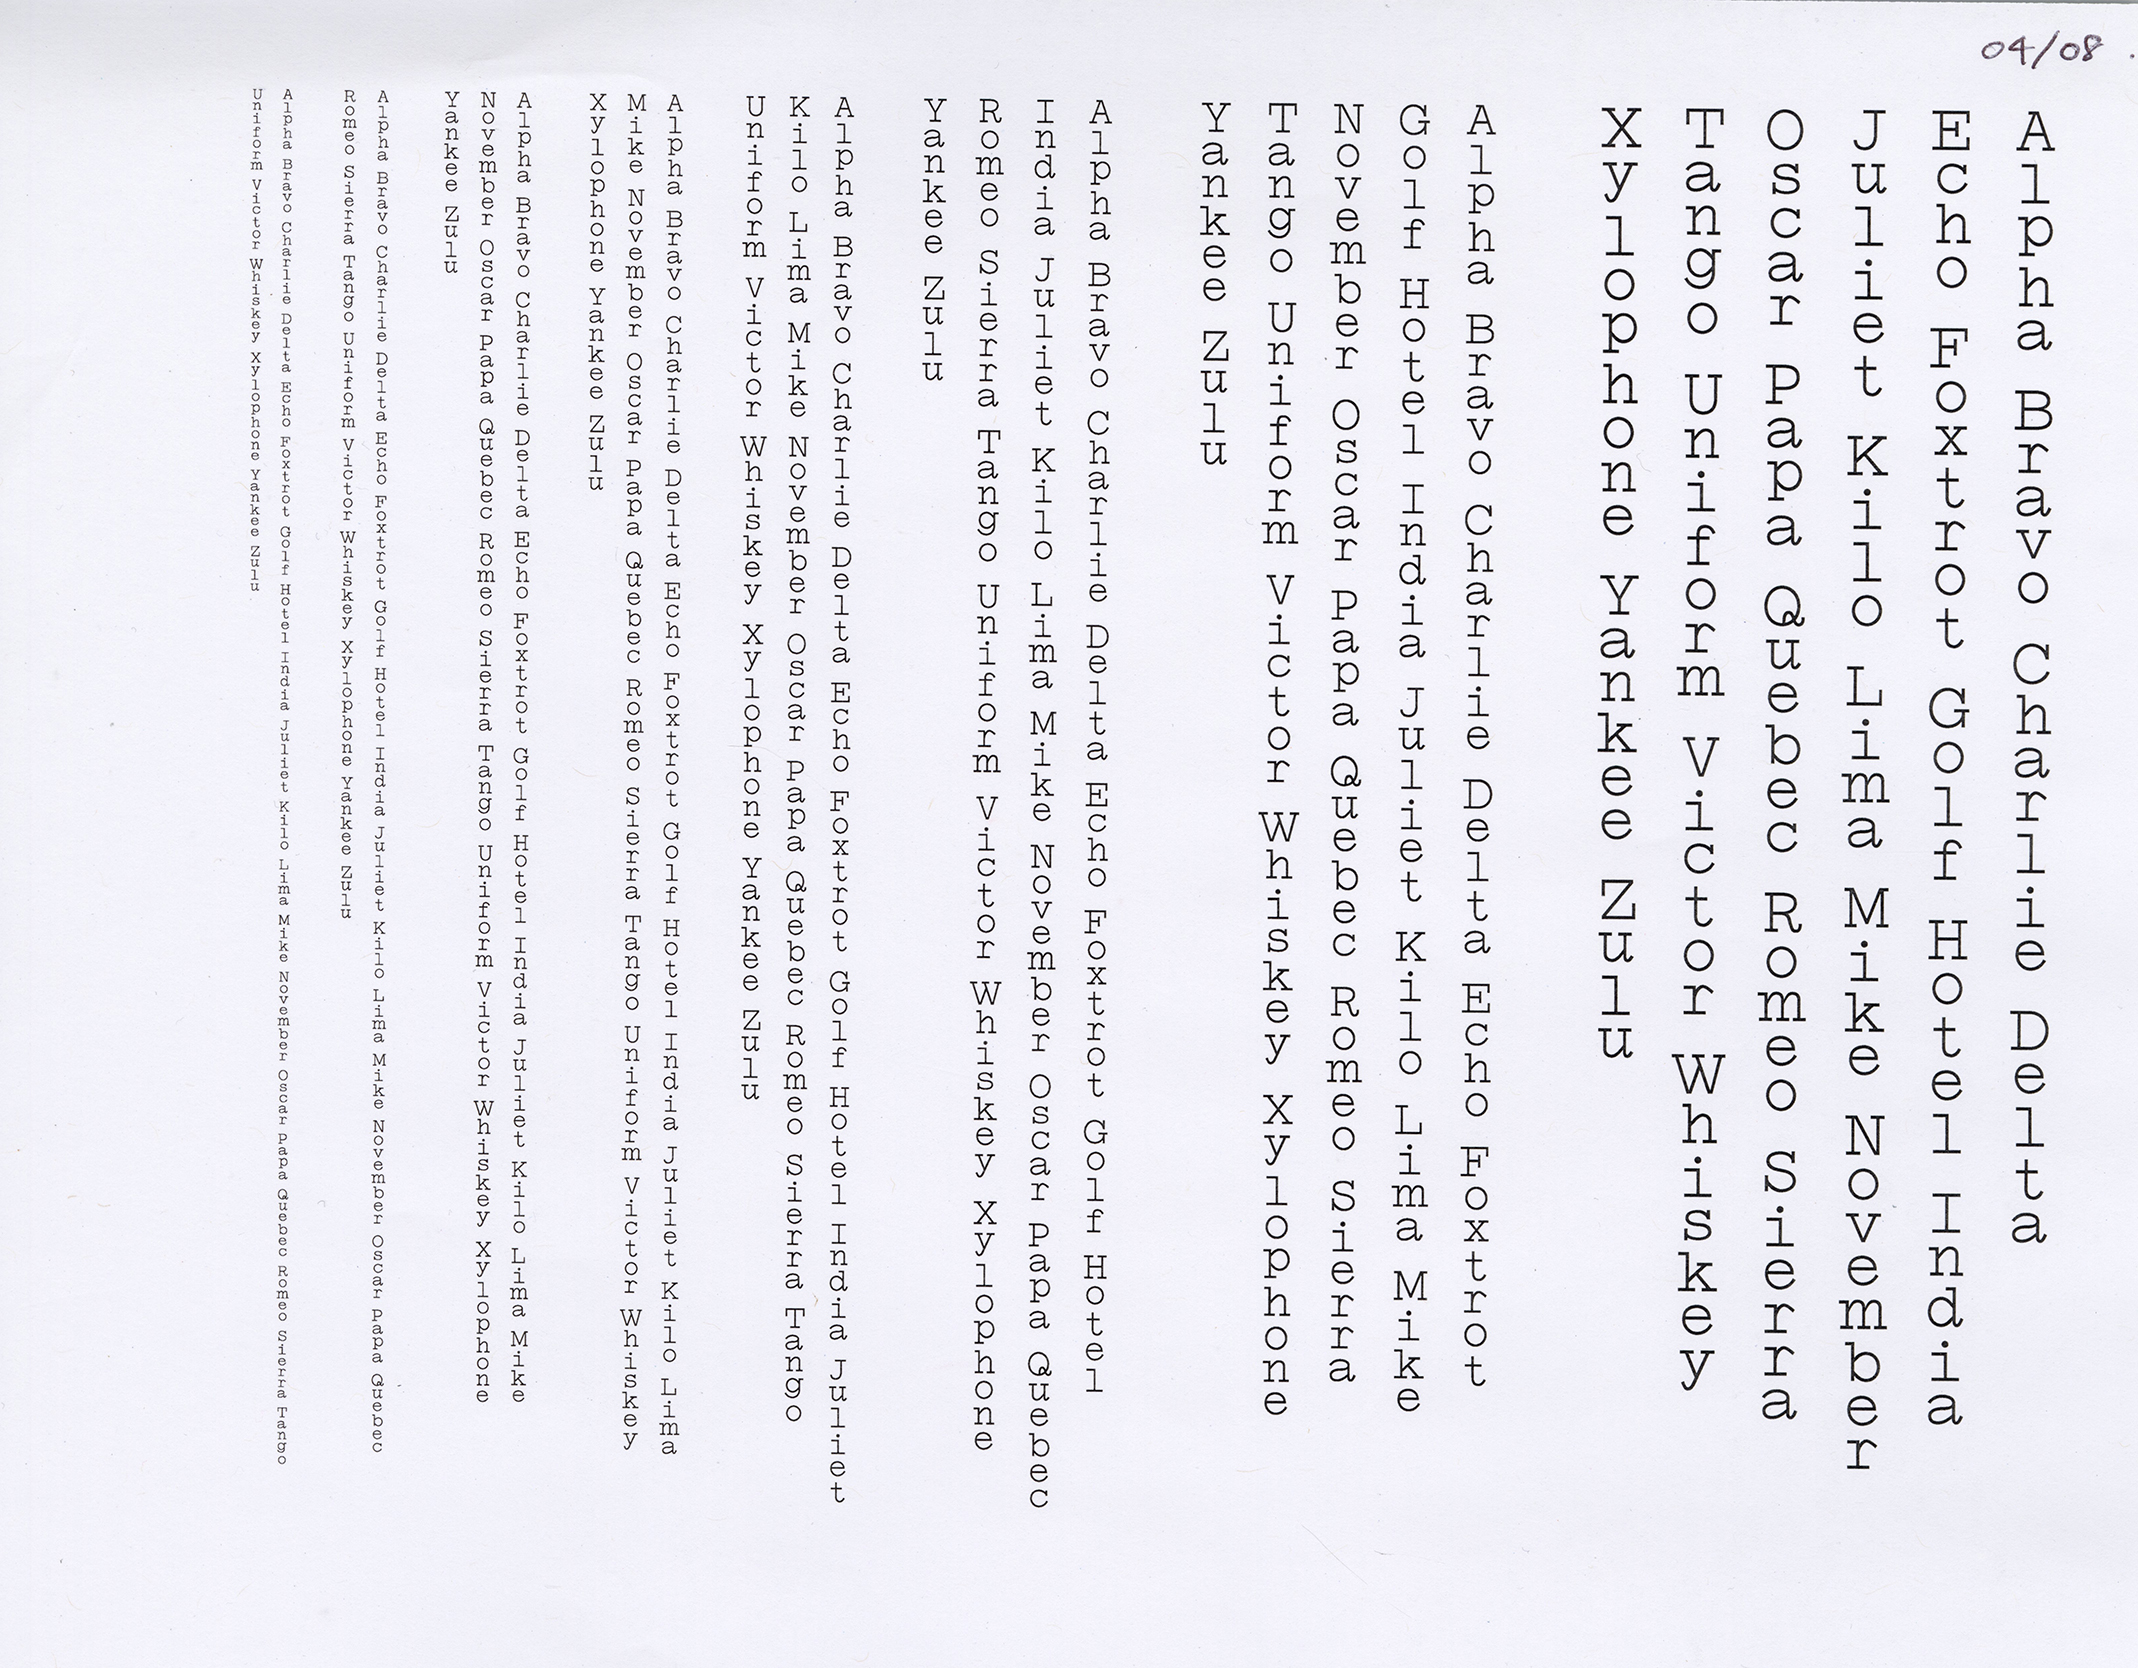 04/08
Alpha Bravo Charlie Delta
Echo Foxtrot Golf Hotel India
Juliet Kilo Lima Mike November
Oscar Papa Quebec Romeo Sierra
Tango Uniform Victor Whiskey
Xylophone Yankee Zulu
Alpha Bravo Charlie Delta Echo Foxtrot
Golf Hotel India Juliet Kilo Lima Mike
November Oscar Papa Quebec Romeo Sierra
Tango Uniform Victor Whiskey Xylophone
Yankee Zulu
Alpha Bravo Charlie Delta Echo Foxtrot Golf Hotel
India Juliet Kilo Lima Mike November Oscar Papa Quebec
Romeo Sierra Tango Uniform Victor Whiskey Xylophone
Yankee Zulu
Alpha Bravo Charlie Delta Echo Foxtrot Golf Hotel India Juliet
Kilo Lima Mike November Oscar Papa Quebec Romeo Sierra Tango
Uniform Victor Whiskey Xylophone Yankee Zulu
Alpha Bravo Charlie Delta Echo Foxtrot Golf Hotel India Juliet Kilo Lima
Mike November Oscar Papa Quebec Romeo Sierra Tango Uniform Victor Whiskey
Xylophone Yankee Zulu
Alpha Bravo Charlie Delta Echo Foxtrot Golf Hotel India Juliet Kilo Lima Mike
November Oscar Papa Quebec Romeo Sierra Tango Uniform Victor Whiskey Xylophone
Yankee Zulu
Alpha Bravo Charlie Delta Echo Foxtrot Golf Hotel India Juliet Kilo Lima Mike November Oscar Papa Quebec
Romeo Sierra Tango Uniform Victor Whiskey Xylophone Yankee Zulu
Alpha Bravo Charlie Delta Echo Foxtrot Golf Hotel India Juliet Kilo Lima Mike November Oscar Papa Quebec Romeo Sierra Tango
Uniform Victor Whiskey Xylophone Yankee Zulu